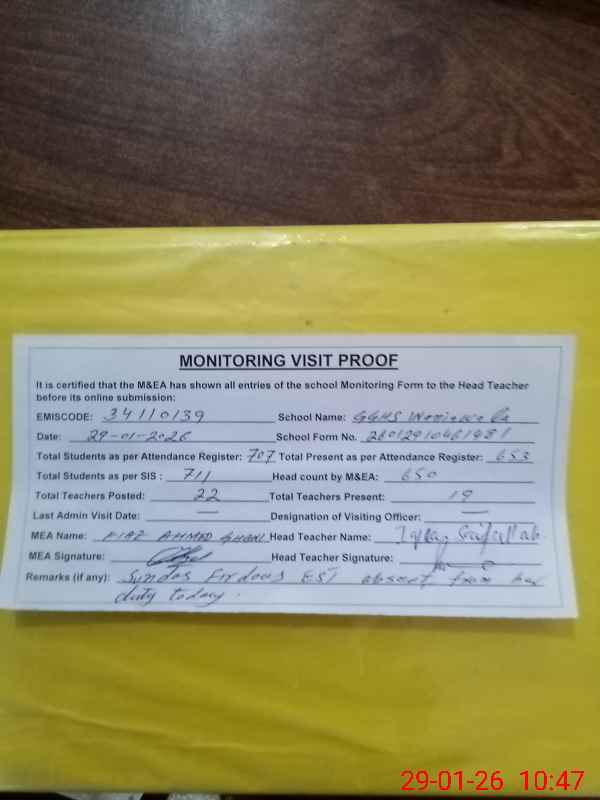 MONITORING VISIT PROOF
It is certified that the M&EA has shown all entries of the school Monitoring Form to the Head Teacher
before its online submission:
EMISCODE: 34110139 School Name: GGHS
Date: 29-01-2026 School Form No.
Total Students as per Attendance Register: 707 Total Present as per Attendance Register: 653
Total Students as per SIS : 711 Head count by M&EA: 650
Total Teachers Posted: 22 Total Teachers Present: 19
Last Admin Visit Date: — Designation of Visiting Officer: —
MEA Name: FIAZ AHMED GHANI Head Teacher Name:
MEA Signature: Head Teacher Signature:
Remarks (if any): Sundas Firdous EST absent from her
duty today.
29-01-26 10:47